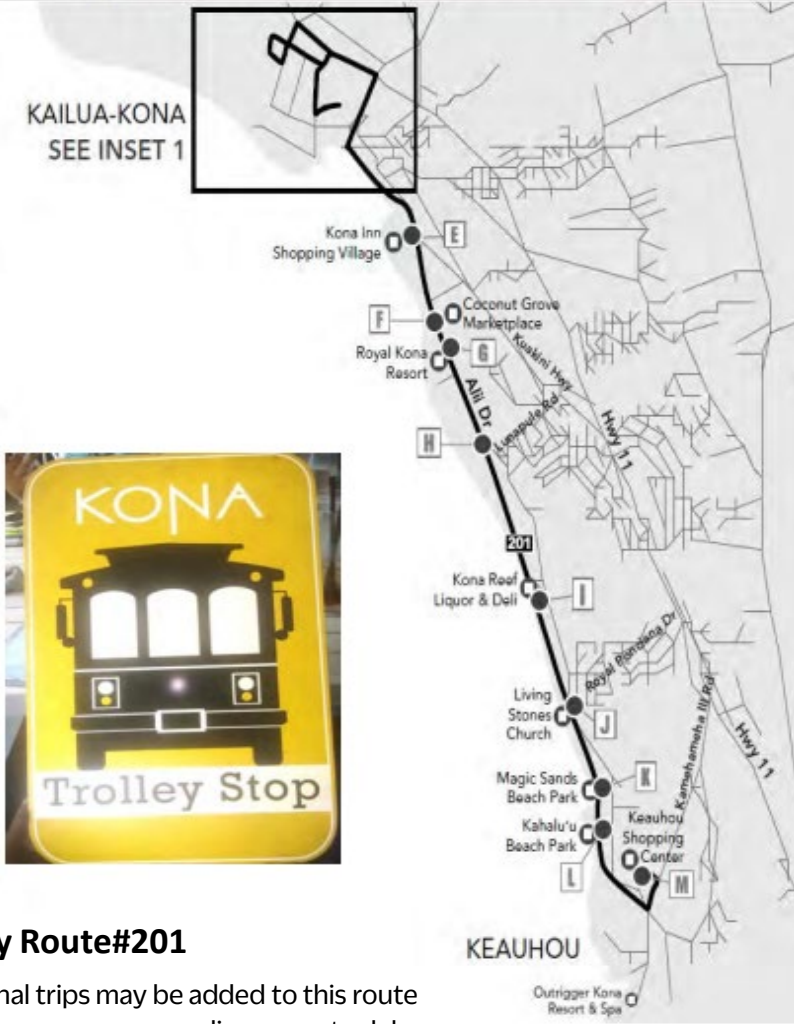 KAILUA-KONA
SEE INSET 1
Kona Inn
Shopping Village
E
F
Coconut Grove
Marketplace
Royal Kona
Resort
G
Kuakini Hwy
Alii Dr
Lunapule Rd
Hwy 11
H
201
Kona Reef
Liquor & Deli
I
Royal Poinciana Dr
Living
Stones
Church
J
Kamehameha III Rd
Hwy 11
Magic Sands
Beach Park
K
Kahalu'u
Beach Park
Keauhou
Shopping
Center
L
M
KEAUHOU
Outrigger Kona
Resort & Spa
KONA
Trolley Stop
y Route#201
nal trips may be added to this route